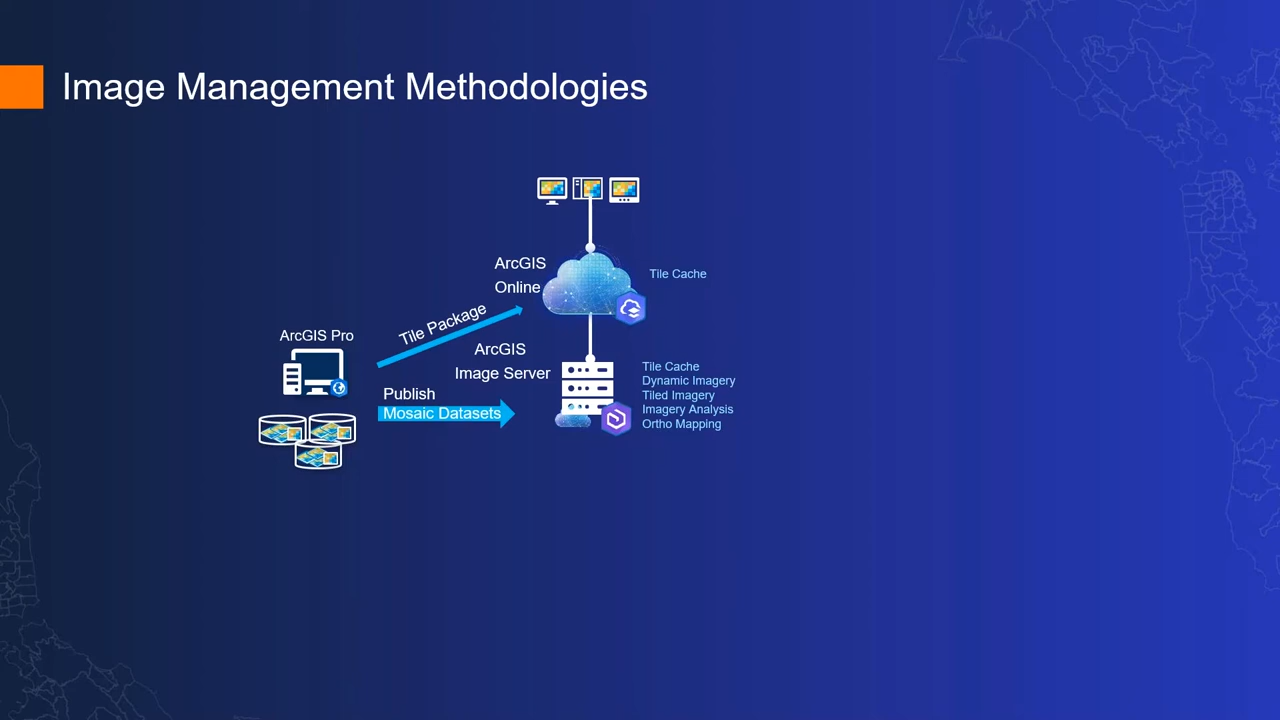 Image Management Methodologies
ArcGIS
Online
Tile Cache
Tile Package
ArcGIS Pro
ArcGIS
Image Server
Publish
Mosaic Datasets
Tile Cache
Dynamic Imagery
Tiled Imagery
Imagery Analysis
Ortho Mapping